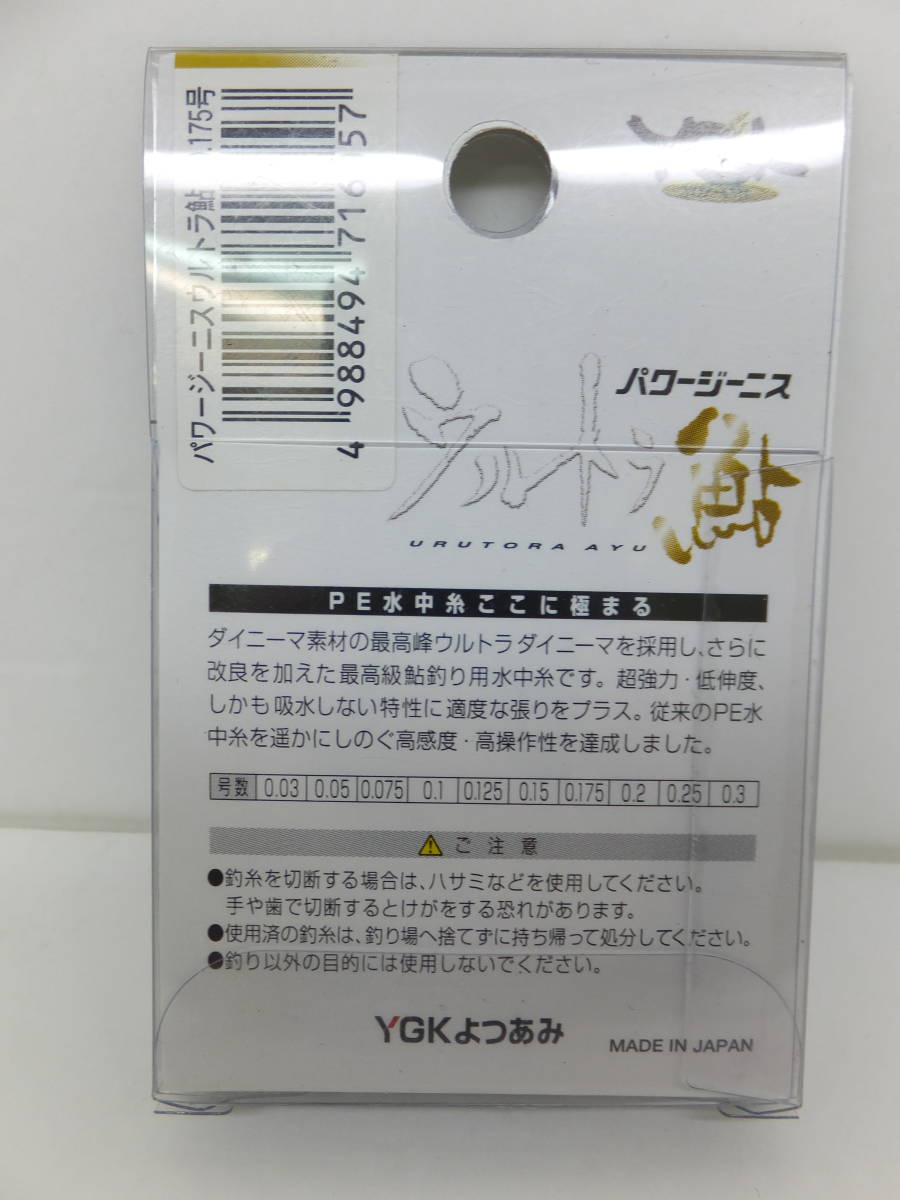 パワージーニスウルトラ鮎 .175号
4 988494 716 57
パワージーニス
ウルトラ鮎
URUTORA AYU
PE水中糸ここに極まる
ダイニーマ素材の最高峰ウルトラダイニーマを採用し、さらに
改良を加えた最高級鮎釣り用水中糸です。超強力・低伸度、
しかも吸水しない特性に適度な張りをプラス。従来のPE水
中糸を遥かにしのぐ高感度・高操作性を達成しました。
号数 0.03 0.05 0.075 0.1 0.125 0.15 0.175 0.2 0.25 0.3
ご注意
●釣糸を切断する場合は、ハサミなどを使用してください。
手や歯で切断するとけがをする恐れがあります。
●使用済の釣糸は、釣り場へ捨てずに持ち帰って処分してください。
●釣り以外の目的には使用しないでください。
YGKよつあみ
MADE IN JAPAN